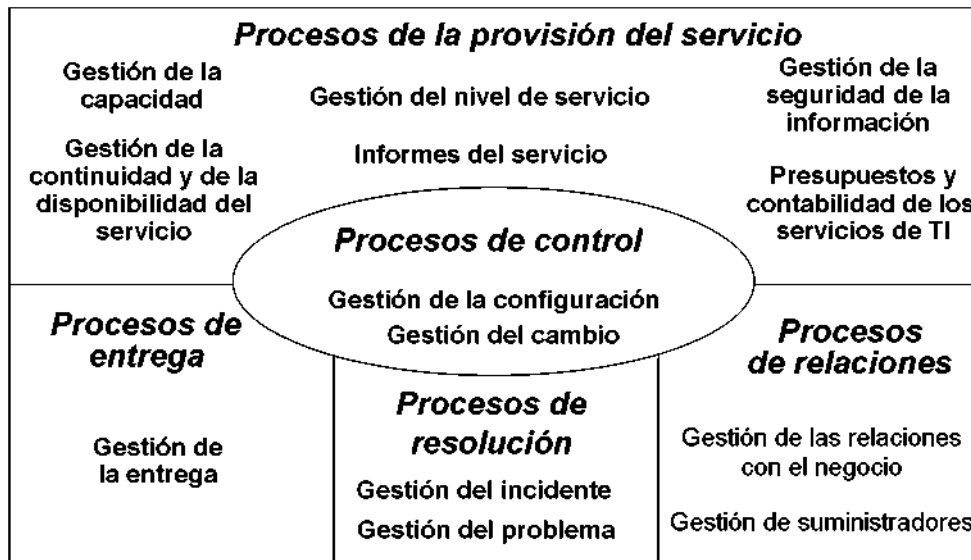 Procesos de la provisión del servicio
Gestión de la
capacidad
Gestión de la
continuidad y de la
disponibilidad del
servicio
Gestión del nivel de servicio
Informes del servicio
Gestión de la
seguridad de la
información
Presupuestos y
contabilidad de los
servicios de TI
Procesos de control
Gestión de la configuración
Gestión del cambio
Procesos de
entrega
Gestión de
la entrega
Procesos de
resolución
Gestión del incidente
Gestión del problema
Procesos
de relaciones
Gestión de las relaciones
con el negocio
Gestión de suministradores